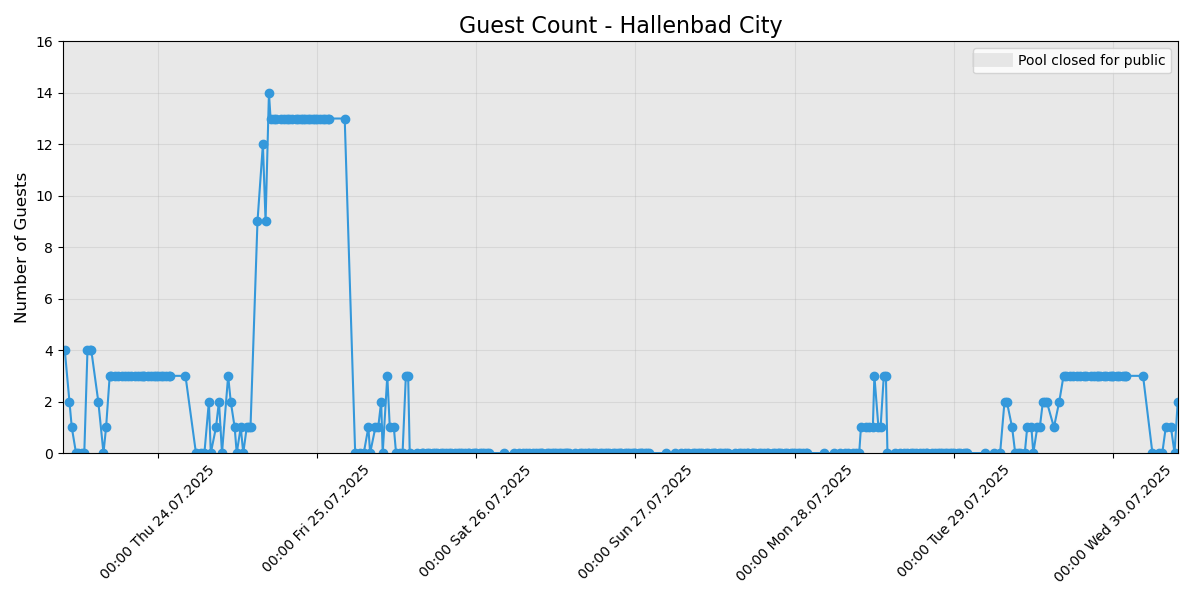 Guest Count - Hallenbad City
Pool closed for public
Number of Guests
16
14
12
10
8
6
4
2
0
00:00 Thu 24.07.2025
00:00 Fri 25.07.2025
00:00 Sat 26.07.2025
00:00 Sun 27.07.2025
00:00 Mon 28.07.2025
00:00 Tue 29.07.2025
00:00 Wed 30.07.2025